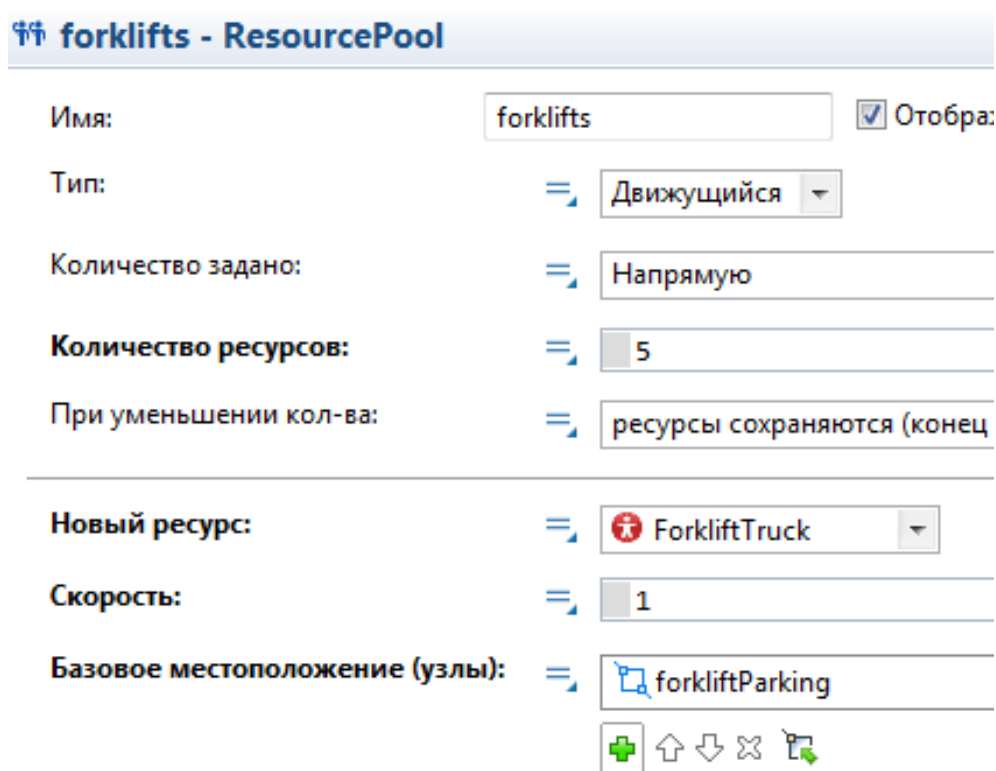 forklifts - ResourcePool
Имя: forklifts
Тип: Движущийся
Количество задано: Напрямую
Количество ресурсов: 5
При уменьшении кол-ва: ресурсы сохраняются (конец
Новый ресурс: ForkliftTruck
Скорость: 1
Базовое местоположение (узлы): forkliftParking